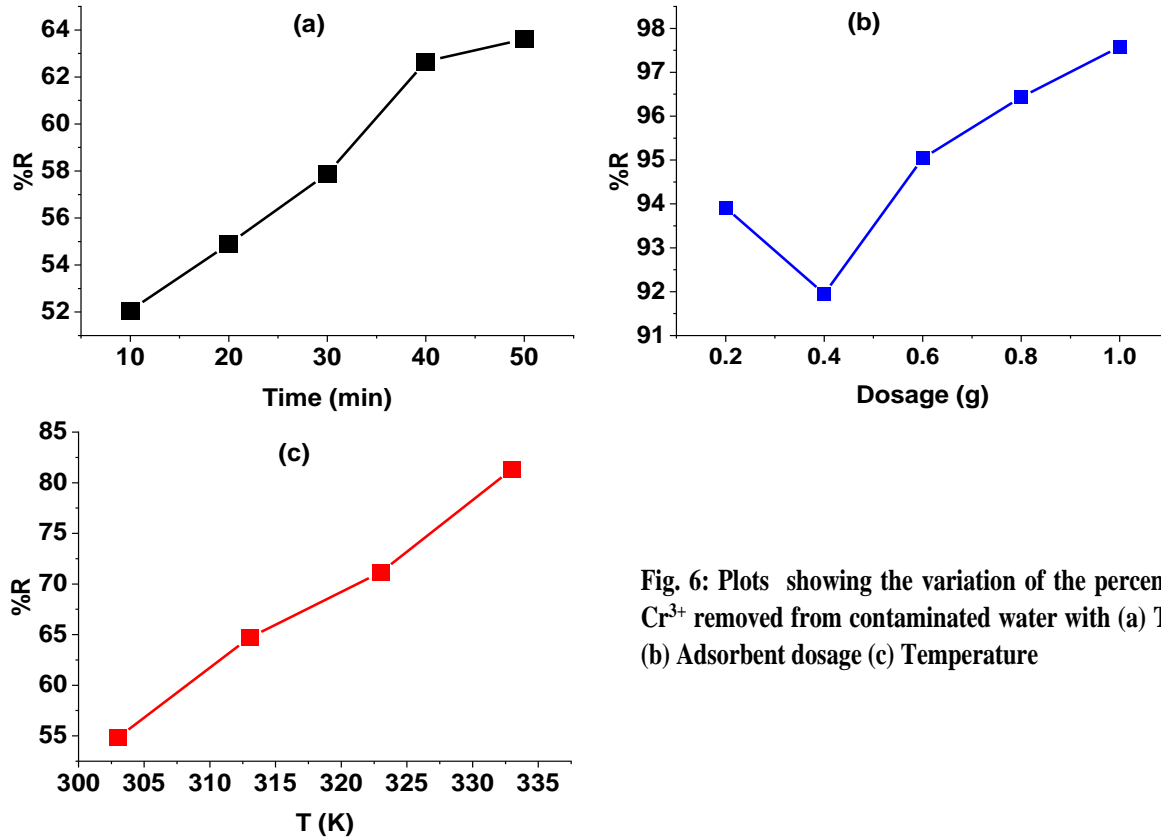 (a)
64
62
60
58
56
54
52
%R
10 20 30 40 50
Time (min)
(b)
98
97
96
95
94
93
92
91
%R
0.2 0.4 0.6 0.8 1.0
Dosage (g)
(c)
85
80
75
70
65
60
55
%R
300 305 310 315 320 325 330 335
T (K)
Fig. 6: Plots showing the variation of the percen
Cr³⁺ removed from contaminated water with (a) T
(b) Adsorbent dosage (c) Temperature